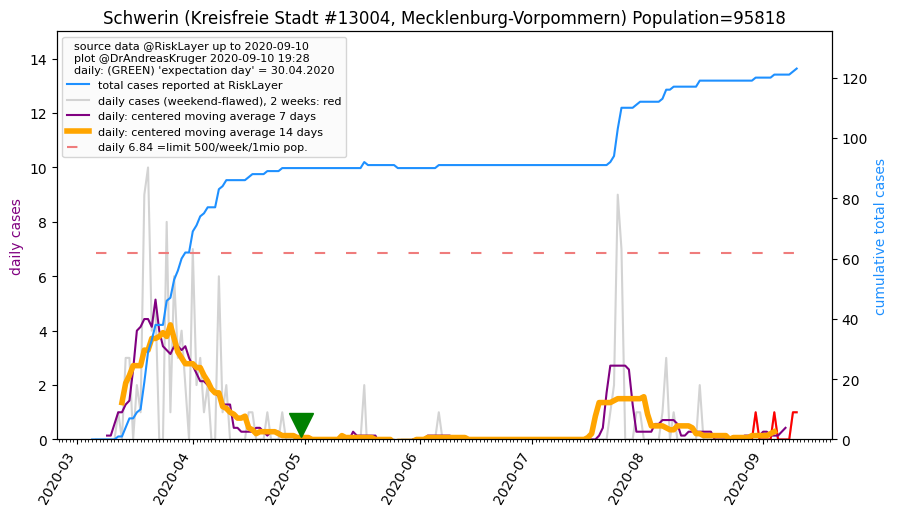 Schwerin (Kreisfreie Stadt #13004, Mecklenburg-Vorpommern) Population=95818
source data @RiskLayer up to 2020-09-10
plot @DrAndreasKruger 2020-09-10 19:28
daily: (GREEN) 'expectation day' = 30.04.2020
total cases reported at RiskLayer
daily cases (weekend-flawed), 2 weeks: red
daily: centered moving average 7 days
daily: centered moving average 14 days
daily 6.84 =limit 500/week/1mio pop.
daily cases
14
12
10
8
6
4
2
0
cumulative total cases
120
100
80
60
40
20
0
2020-03
2020-04
2020-05
2020-06
2020-07
2020-08
2020-09